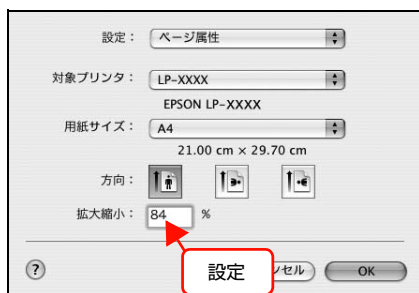 設定： ページ属性
対象プリンタ： LP-XXXX
EPSON LP-XXXX
用紙サイズ： A4
21.00 cm × 29.70 cm
方向：
拡大縮小： 84 %
? 設定 ンセル OK